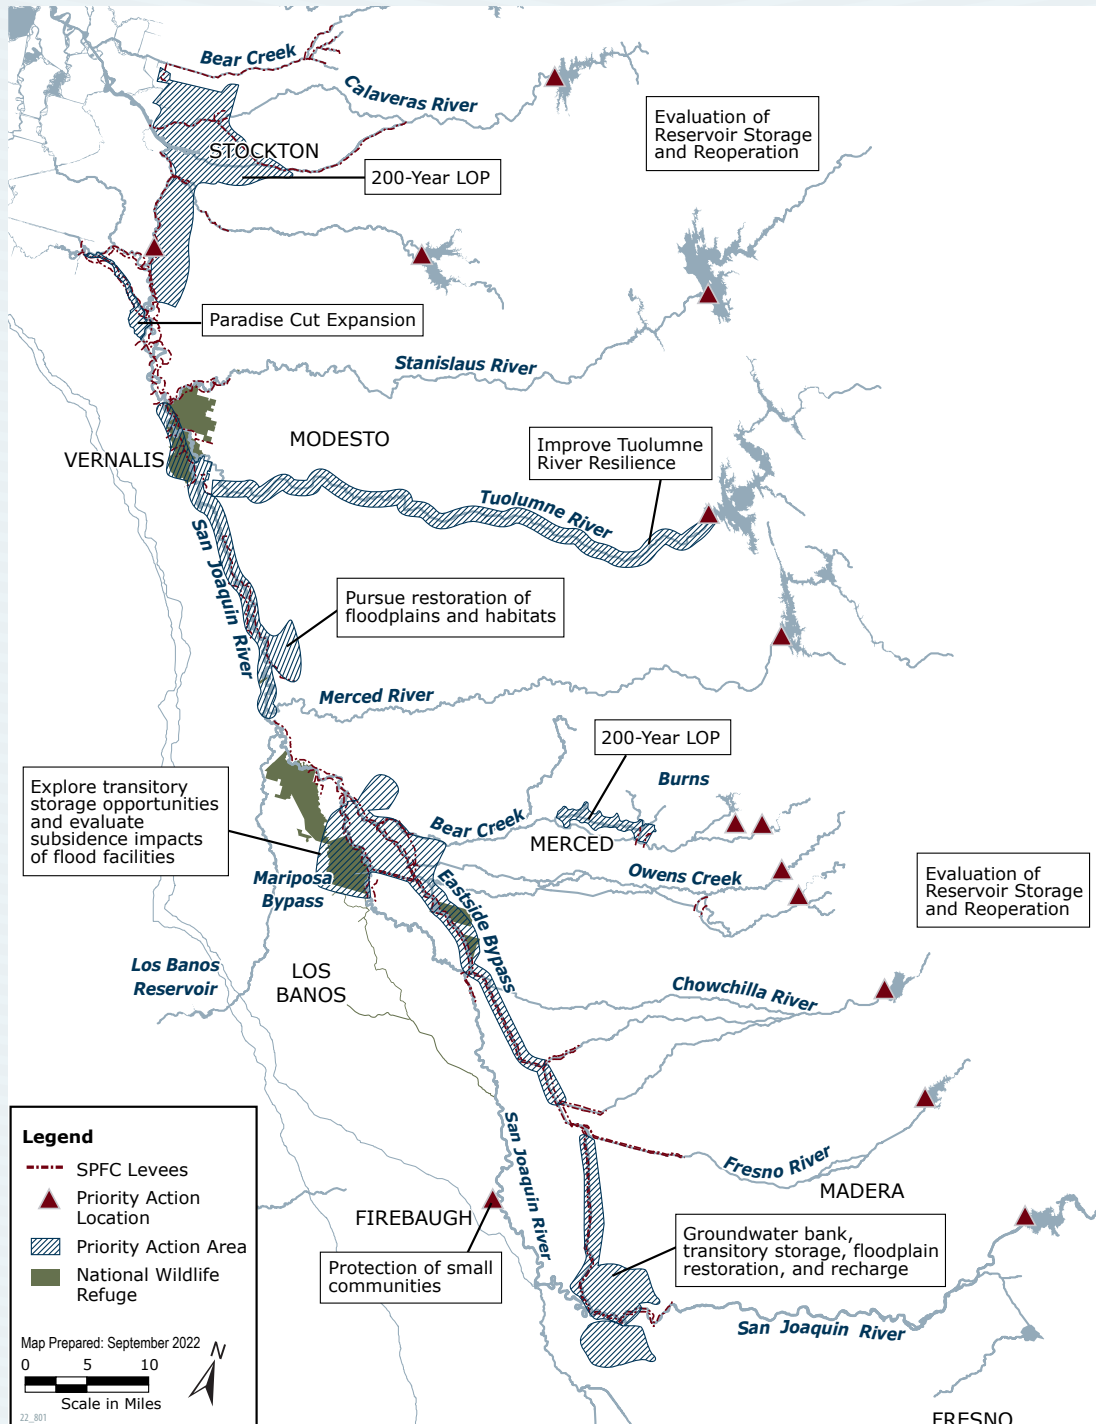 Bear Creek
Calaveras River
Evaluation of
Reservoir Storage
and Reoperation
STOCKTON
200-Year LOP
Paradise Cut Expansion
Stanislaus River
MODESTO
VERNALIS
Improve Tuolumne
River Resilience
Tuolumne River
San Joaquin River
Pursue restoration of
floodplains and habitats
Merced River
200-Year LOP
Burns
Explore transitory
storage opportunities
and evaluate
subsidence impacts
of flood facilities
Bear Creek
MERCED
Owens Creek
Mariposa
Bypass
Eastside Bypass
Evaluation of
Reservoir Storage
and Reoperation
Los Banos
Reservoir
LOS
BANOS
Chowchilla River
San Joaquin River
Fresno River
MADERA
FIREBAUGH
Protection of small
communities
Groundwater bank,
transitory storage, floodplain
restoration, and recharge
San Joaquin River
FRESNO
Legend
SPFC Levees
Priority Action
Location
Priority Action Area
National Wildlife
Refuge
Map Prepared: September 2022
N
0 5 10
Scale in Miles
22_801